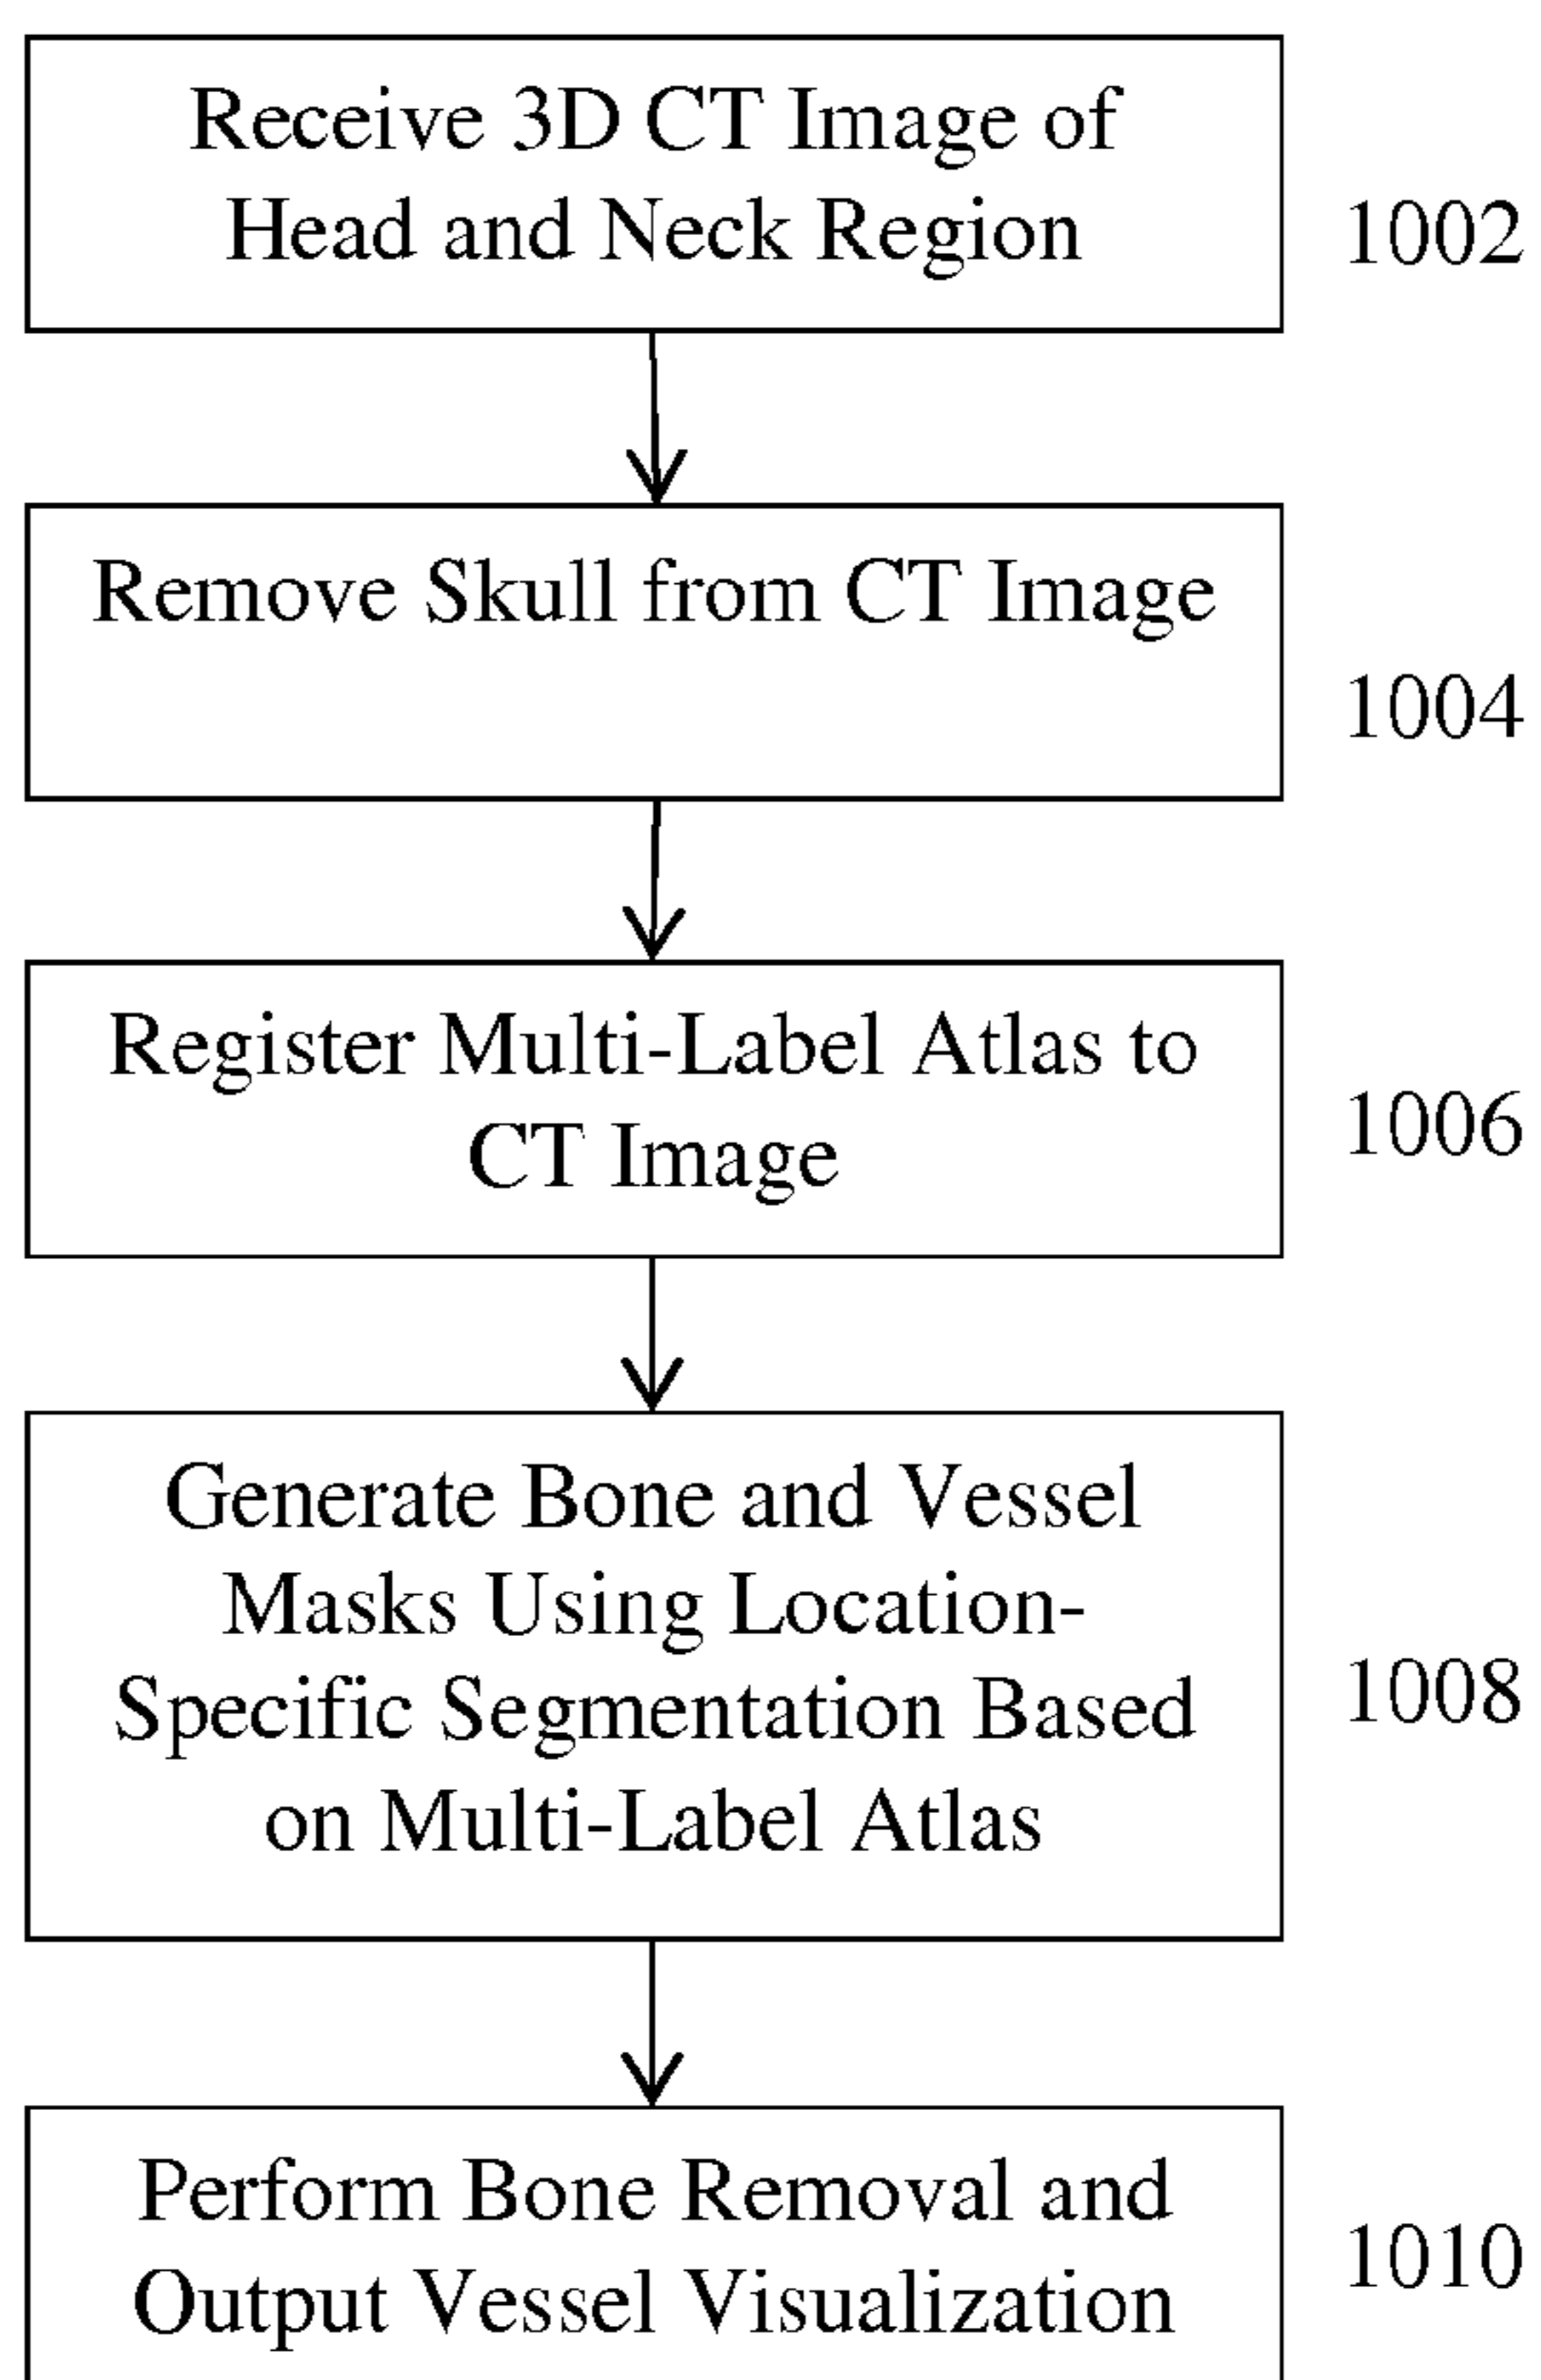 Receive 3D CT Image of
Head and Neck Region
1002
Remove Skull from CT Image
1004
Register Multi-Label Atlas to
CT Image
1006
Generate Bone and Vessel
Masks Using Location-
Specific Segmentation Based
on Multi-Label Atlas
1008
Perform Bone Removal and
Output Vessel Visualization
1010